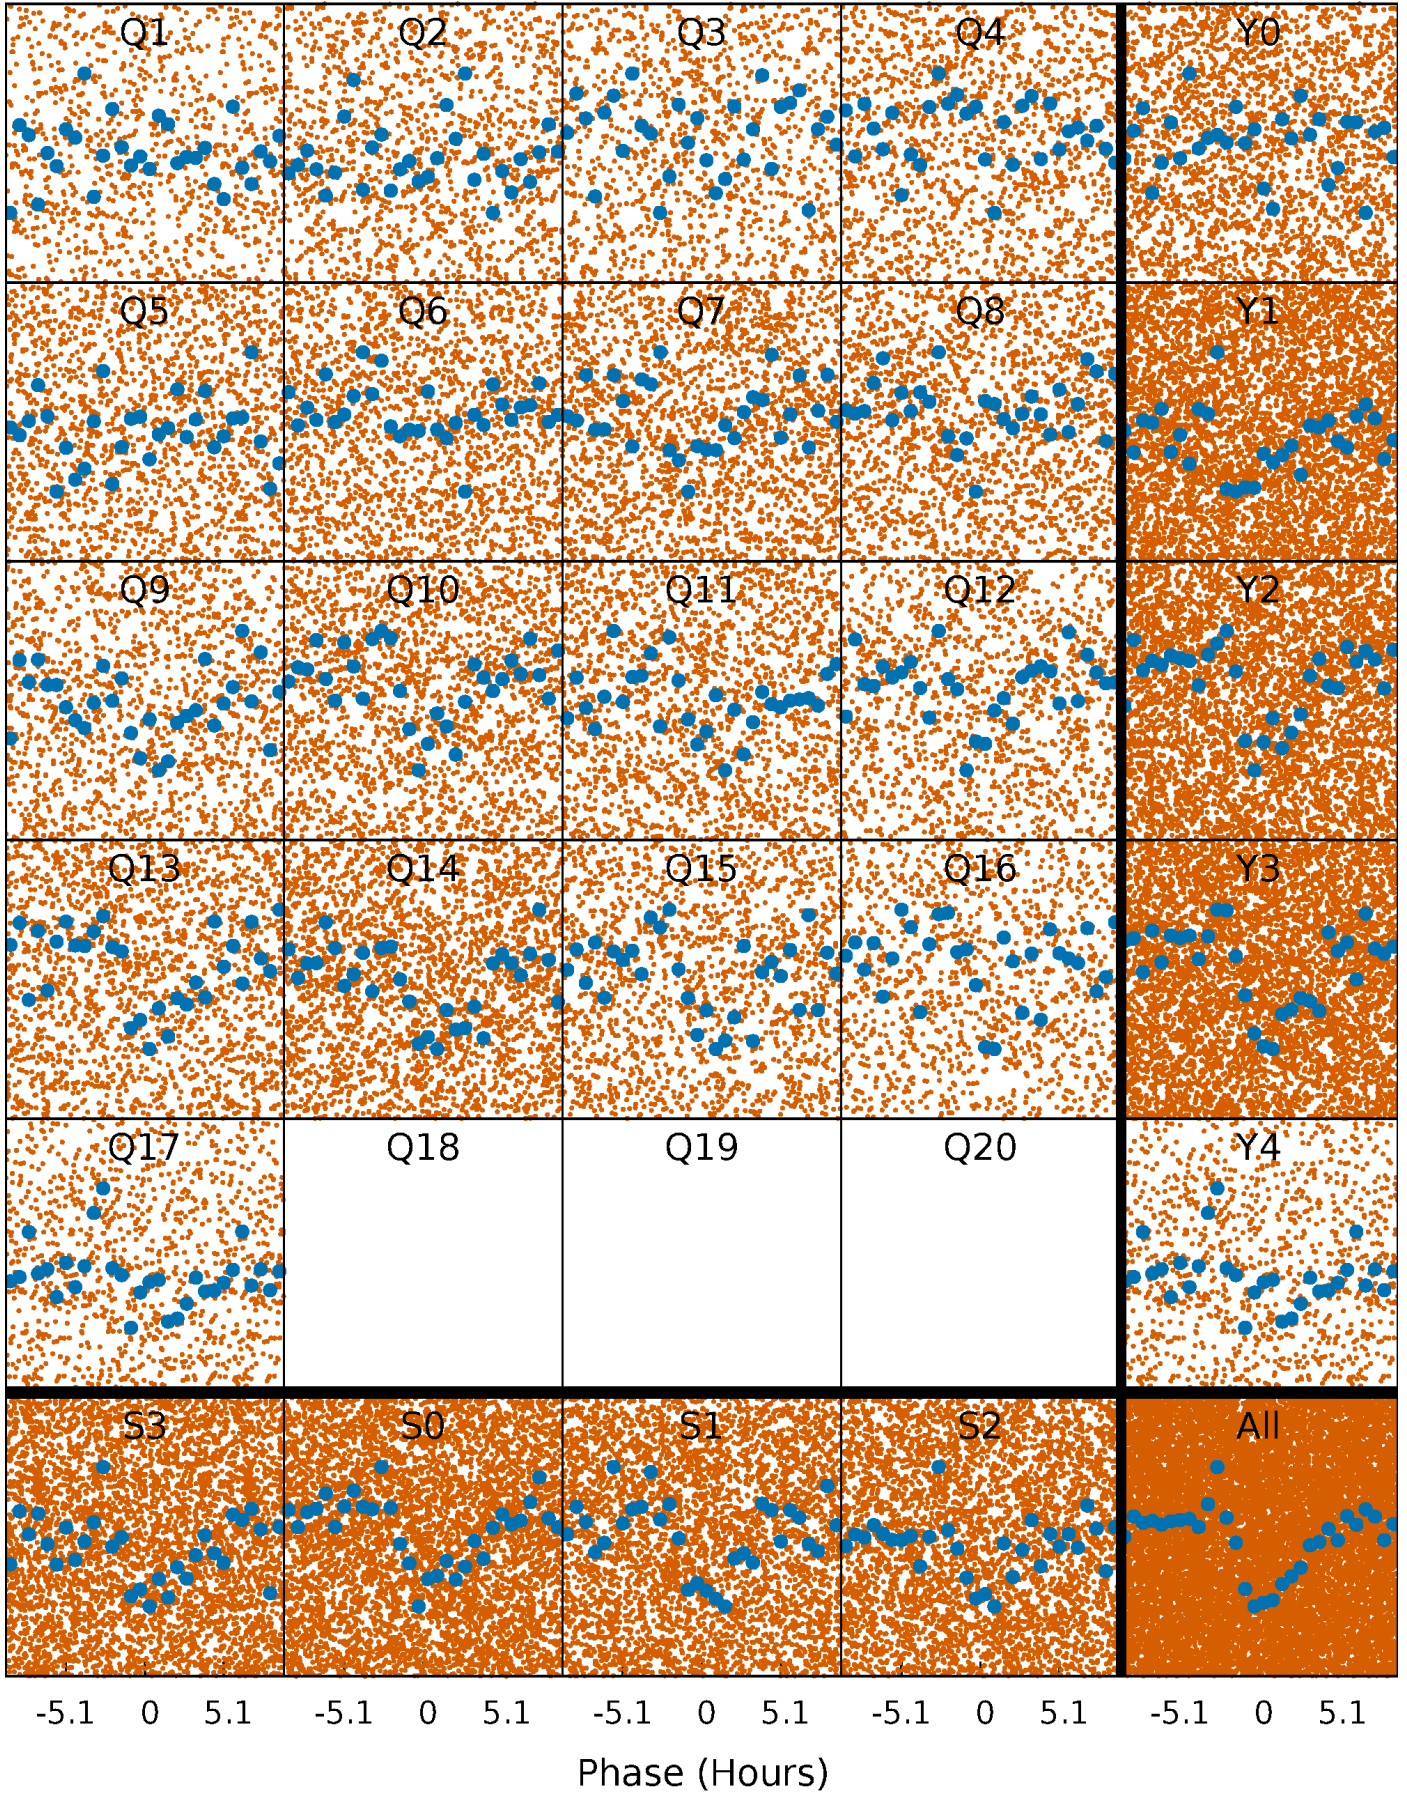 Q1 Q2 Q3 Q4 Y0
Q5 Q6 Q7 Q8 Y1
Q9 Q10 Q11 Q12 Y2
Q13 Q14 Q15 Q16 Y3
Q17 Q18 Q19 Q20 Y4
S3 S0 S1 S2 All
-5.1 0 5.1 -5.1 0 5.1 -5.1 0 5.1 -5.1 0 5.1 -5.1 0 5.1
Phase (Hours)